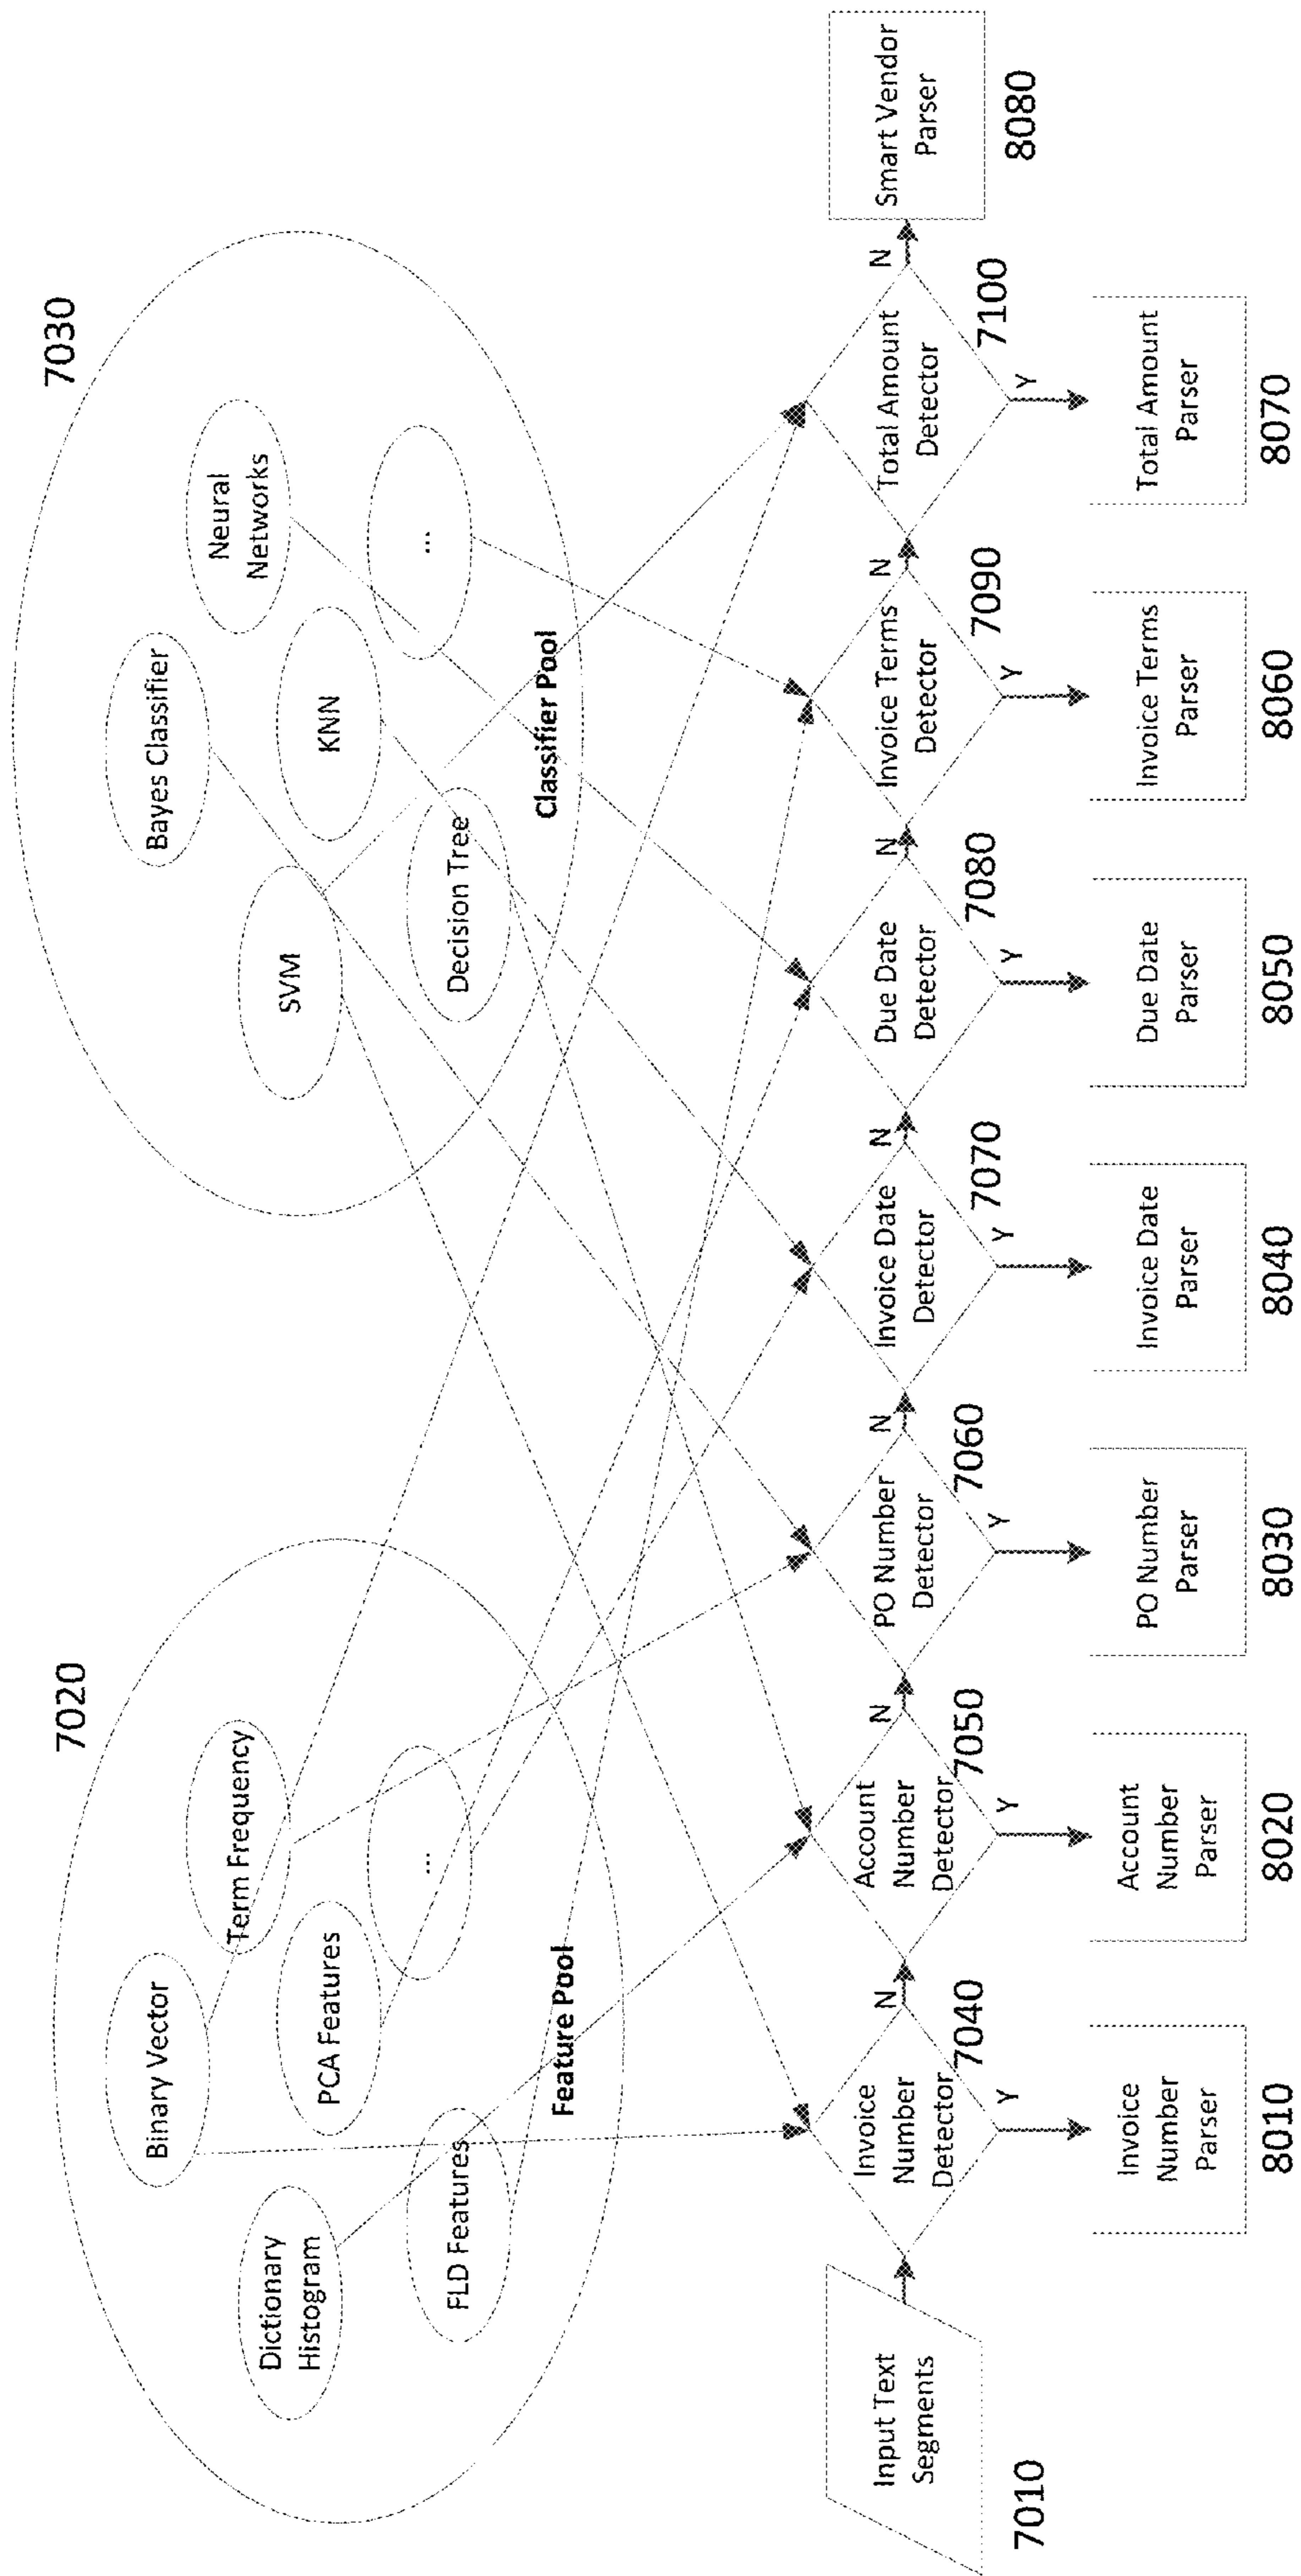 7020
7030
Binary Vector
Term Frequency
Dictionary
Histogram
PCA Features
...
FLD Features
Feature Pool
Bayes Classifier
Neural
Networks
SVM
KNN
...
Decision Tree
Classifier Pool
Input Text
Segments
7010
Invoice
Number
Detector
7040
N
Y
Account
Number
Detector
7050
N
Y
PO Number
Detector
7060
N
Y
Invoice Date
Detector
7070
N
Y
Due Date
Detector
7080
N
Y
Invoice Terms
Detector
7090
N
Y
Total Amount
Detector
7100
N
Y
Smart Vendor
Parser
8080
Invoice
Number
Parser
8010
Account
Number
Parser
8020
PO Number
Parser
8030
Invoice Date
Parser
8040
Due Date
Parser
8050
Invoice Terms
Parser
8060
Total Amount
Parser
8070